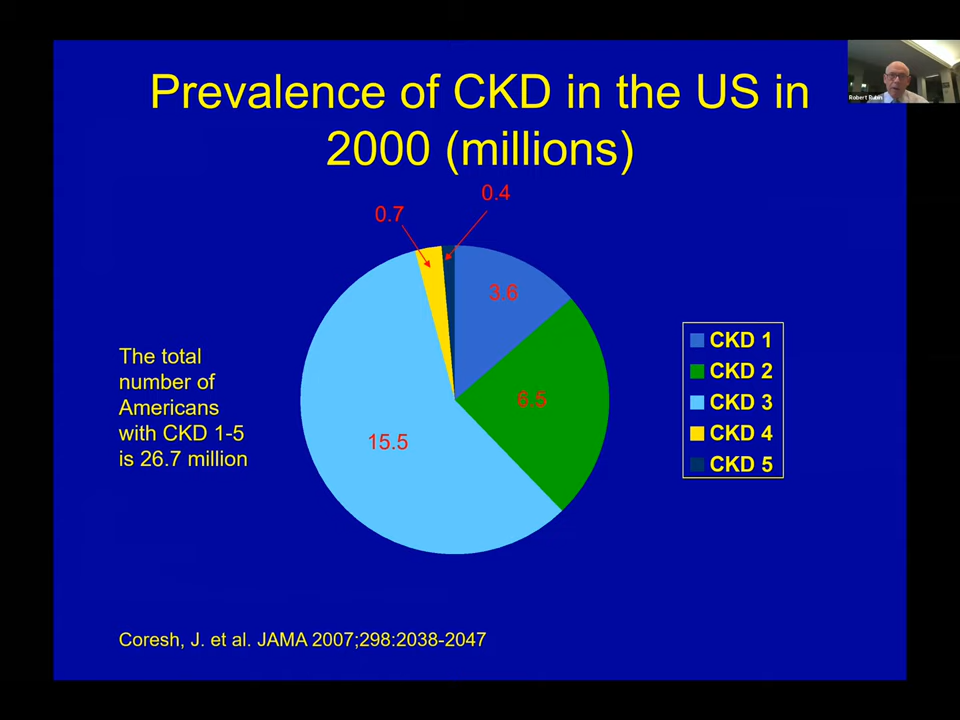 Prevalence of CKD in the US in
2000 (millions)
Robert Rubin
0.4
0.7
3.6
6.5
15.5
The total
number of
Americans
with CKD 1-5
is 26.7 million
CKD 1
CKD 2
CKD 3
CKD 4
CKD 5
Coresh, J. et al. JAMA 2007;298:2038-2047